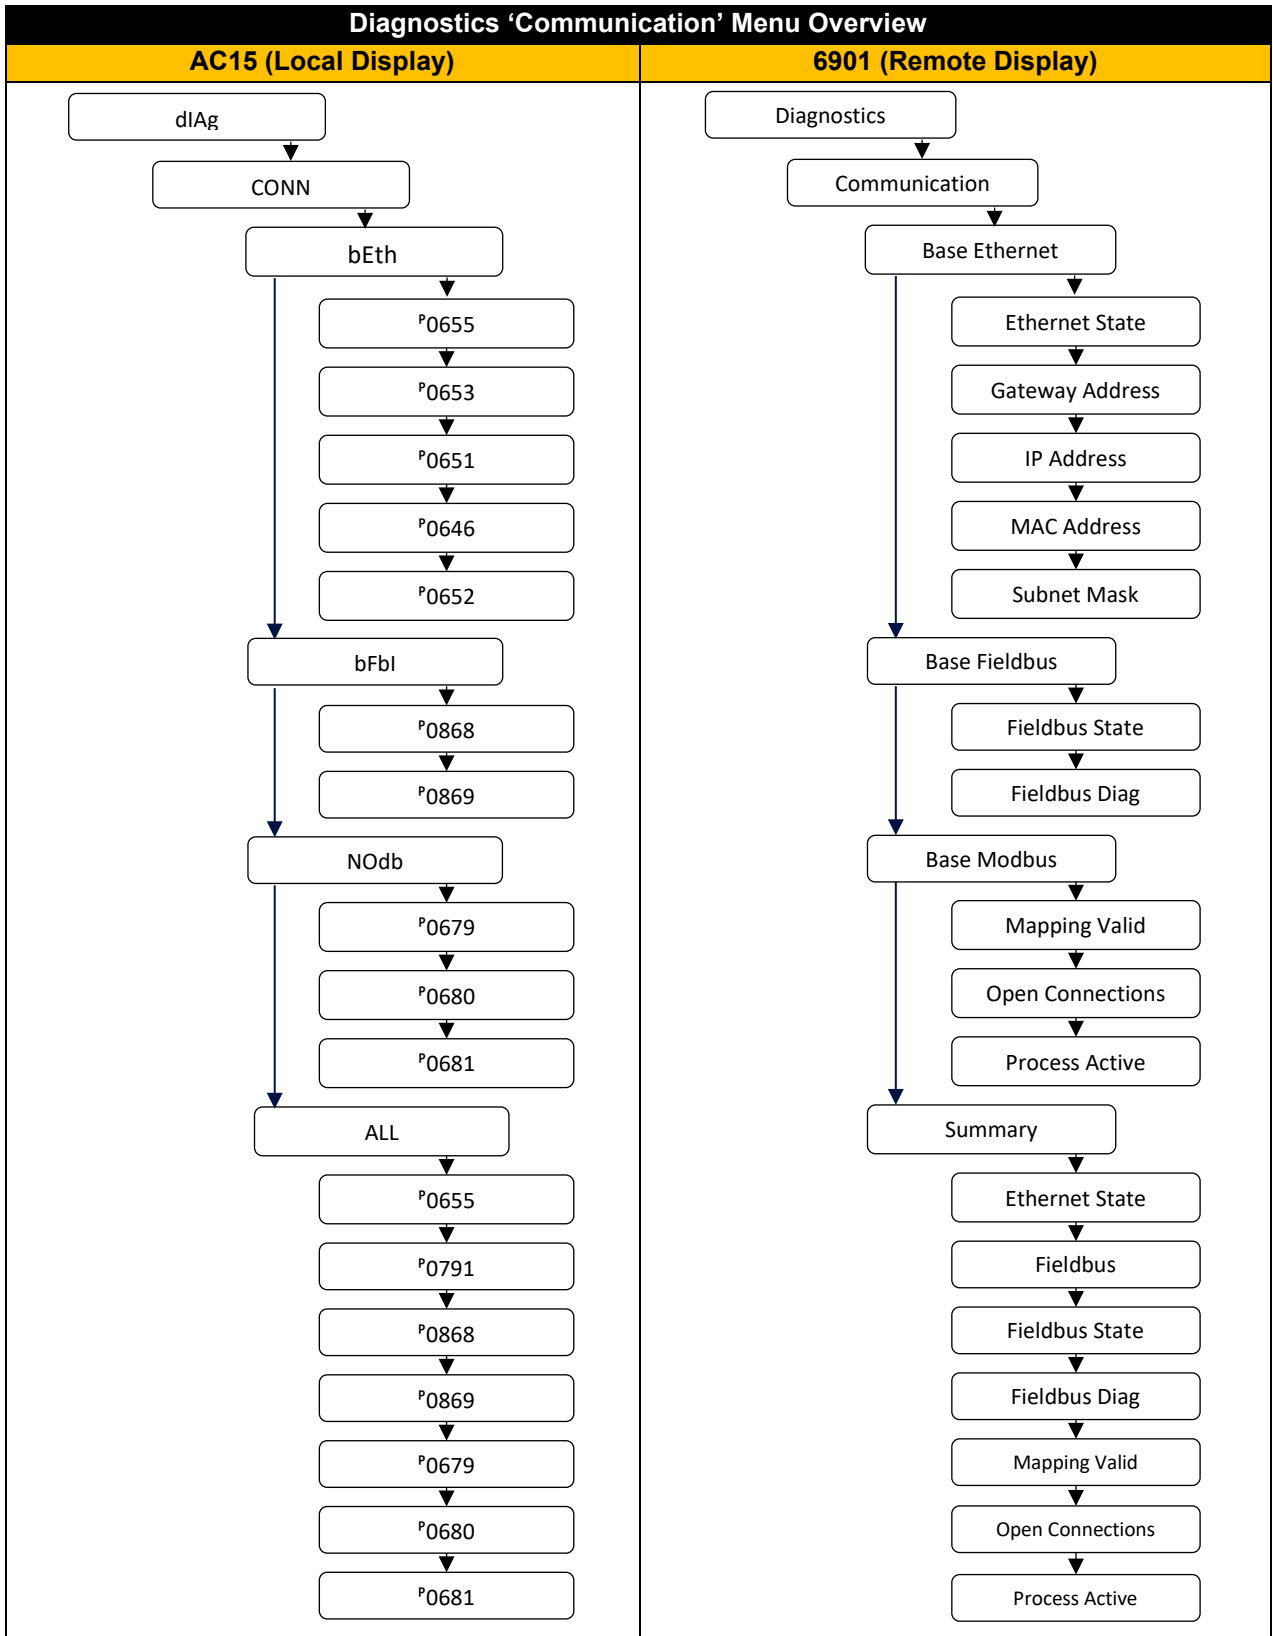 Diagnostics ‘Communication’ Menu Overview
AC15 (Local Display)
dIAg
CONN
bEth
P0655
P0653
P0651
P0646
P0652
bFbI
P0868
P0869
NOdb
P0679
P0680
P0681
ALL
P0655
P0791
P0868
P0869
P0679
P0680
P0681
6901 (Remote Display)
Diagnostics
Communication
Base Ethernet
Ethernet State
Gateway Address
IP Address
MAC Address
Subnet Mask
Base Fieldbus
Fieldbus State
Fieldbus Diag
Base Modbus
Mapping Valid
Open Connections
Process Active
Summary
Ethernet State
Fieldbus
Fieldbus State
Fieldbus Diag
Mapping Valid
Open Connections
Process Active